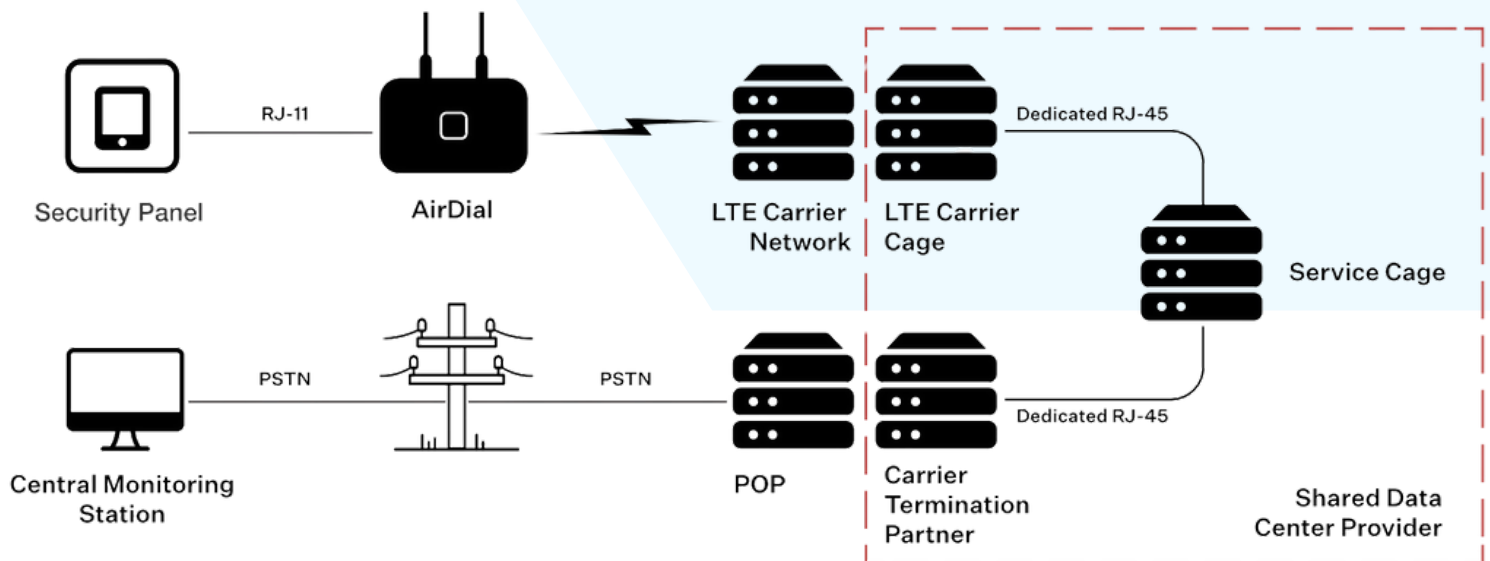 RJ-11
Dedicated RJ-45
Security Panel
AirDial
LTE Carrier
Network
LTE Carrier
Cage
Service Cage
PSTN
PSTN
Dedicated RJ-45
Central Monitoring
Station
POP
Carrier
Termination
Partner
Shared Data
Center Provider